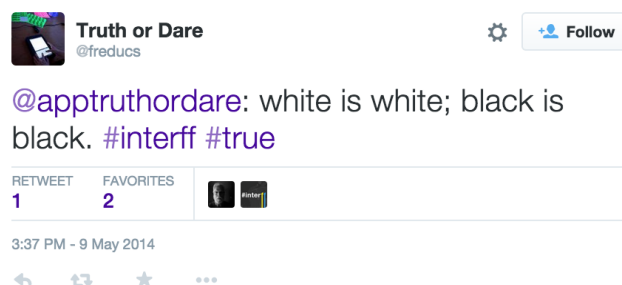 Truth or Dare
@freducs
Follow
@apptruthordare: white is white; black is
black. #interff #true
RETWEET FAVORITES
1 2
#interff
3:37 PM - 9 May 2014